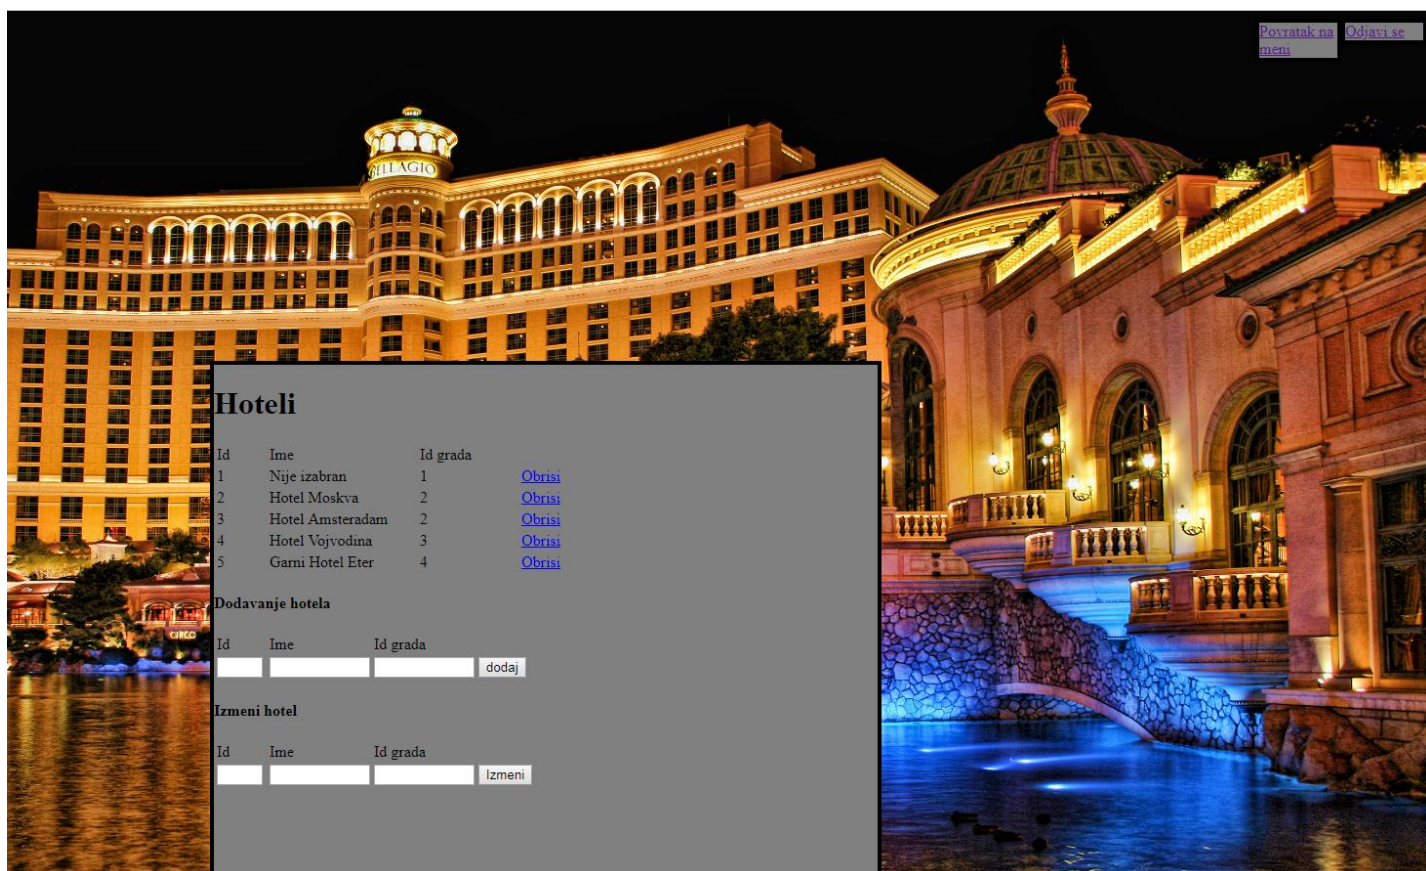 Povratak na Odjavi se
meni
BELLAGIO
CIRCO
Hoteli
Id Ime Id grada
1 Nije izabran 1 Obrisi
2 Hotel Moskva 2 Obrisi
3 Hotel Amsteradam 2 Obrisi
4 Hotel Vojvodina 3 Obrisi
5 Garni Hotel Eter 4 Obrisi
Dodavanje hotela
Id Ime Id grada
dodaj
Izmeni hotel
Id Ime Id grada
Izmeni